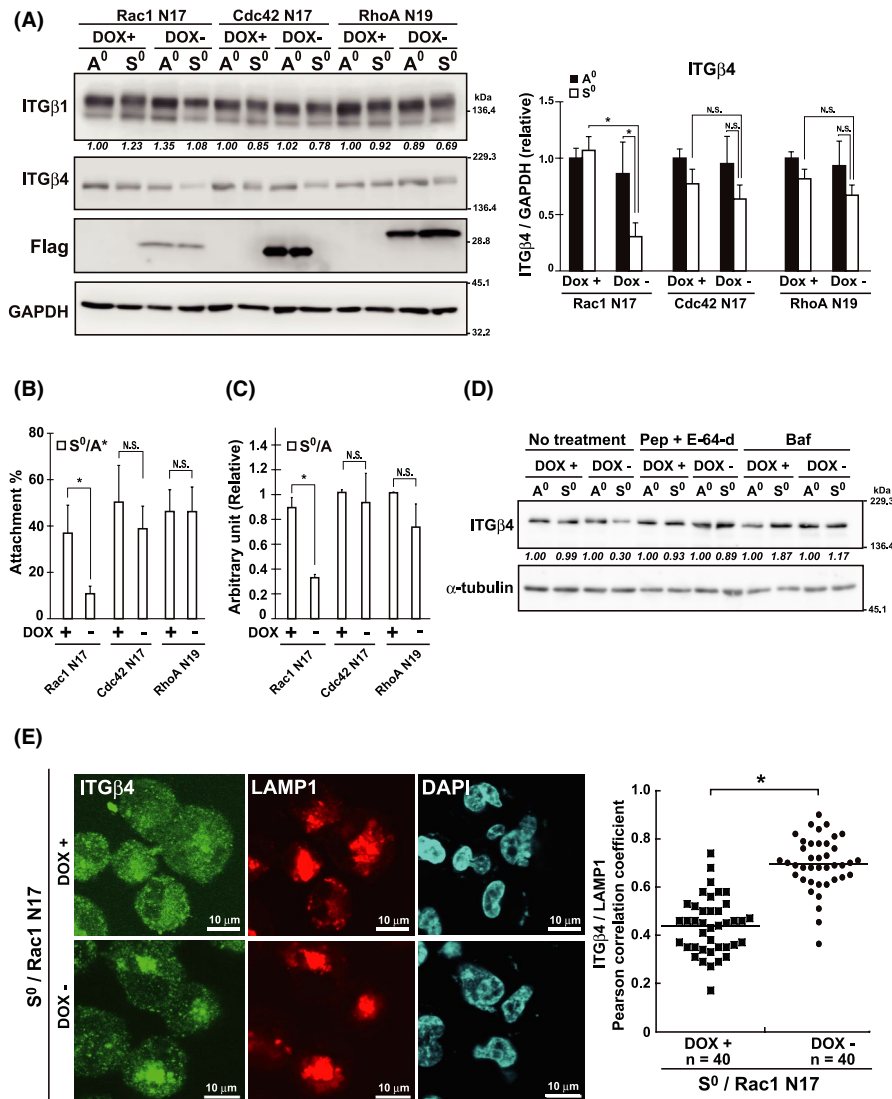 (A)
Rac1 N17 Cdc42 N17 RhoA N19
DOX+ DOX- DOX+ DOX- DOX+ DOX-
A⁰ S⁰ A⁰ S⁰ A⁰ S⁰ A⁰ S⁰ A⁰ S⁰ A⁰ S⁰
kDa
ITGβ1
136.4
1.00 1.23 1.35 1.08 1.00 0.85 1.02 0.78 1.00 0.92 0.89 0.69
229.3
ITGβ4
136.4
Flag
28.8
45.1
GAPDH
32.2
ITGβ4
A⁰
S⁰
ITGβ4 / GAPDH (relative)
1.5
1.0
0.5
0
* * N.S. N.S. N.S. N.S.
Dox + Dox - Dox + Dox - Dox + Dox -
Rac1 N17 Cdc42 N17 RhoA N19
(B)
S⁰/A*
Attachment %
80
60
40
20
0
* N.S. N.S.
DOX + - + - + -
Rac1 N17 Cdc42 N17 RhoA N19
(C)
S⁰/A
Arbitrary unit (Relative)
1.4
1.2
1
0.8
0.6
0.4
0.2
0
* N.S. N.S.
DOX + - + - + -
Rac1 N17 Cdc42 N17 RhoA N19
(D)
No treatment Pep + E-64-d Baf
DOX + DOX - DOX + DOX - DOX + DOX -
A⁰ S⁰ A⁰ S⁰ A⁰ S⁰ A⁰ S⁰ A⁰ S⁰ A⁰ S⁰
kDa
229.3
ITGβ4
136.4
1.00 0.99 1.00 0.30 1.00 0.93 1.00 0.89 1.00 1.87 1.00 1.17
α-tubulin
45.1
(E)
S⁰ / Rac1 N17
DOX +
DOX -
ITGβ4 LAMP1 DAPI
10 μm 10 μm 10 μm
10 μm 10 μm 10 μm
ITGβ4 / LAMP1
Pearson correlation coefficient
1.0
0.8
0.6
0.4
0.2
0
*
DOX + DOX -
n = 40 n = 40
S⁰ / Rac1 N17